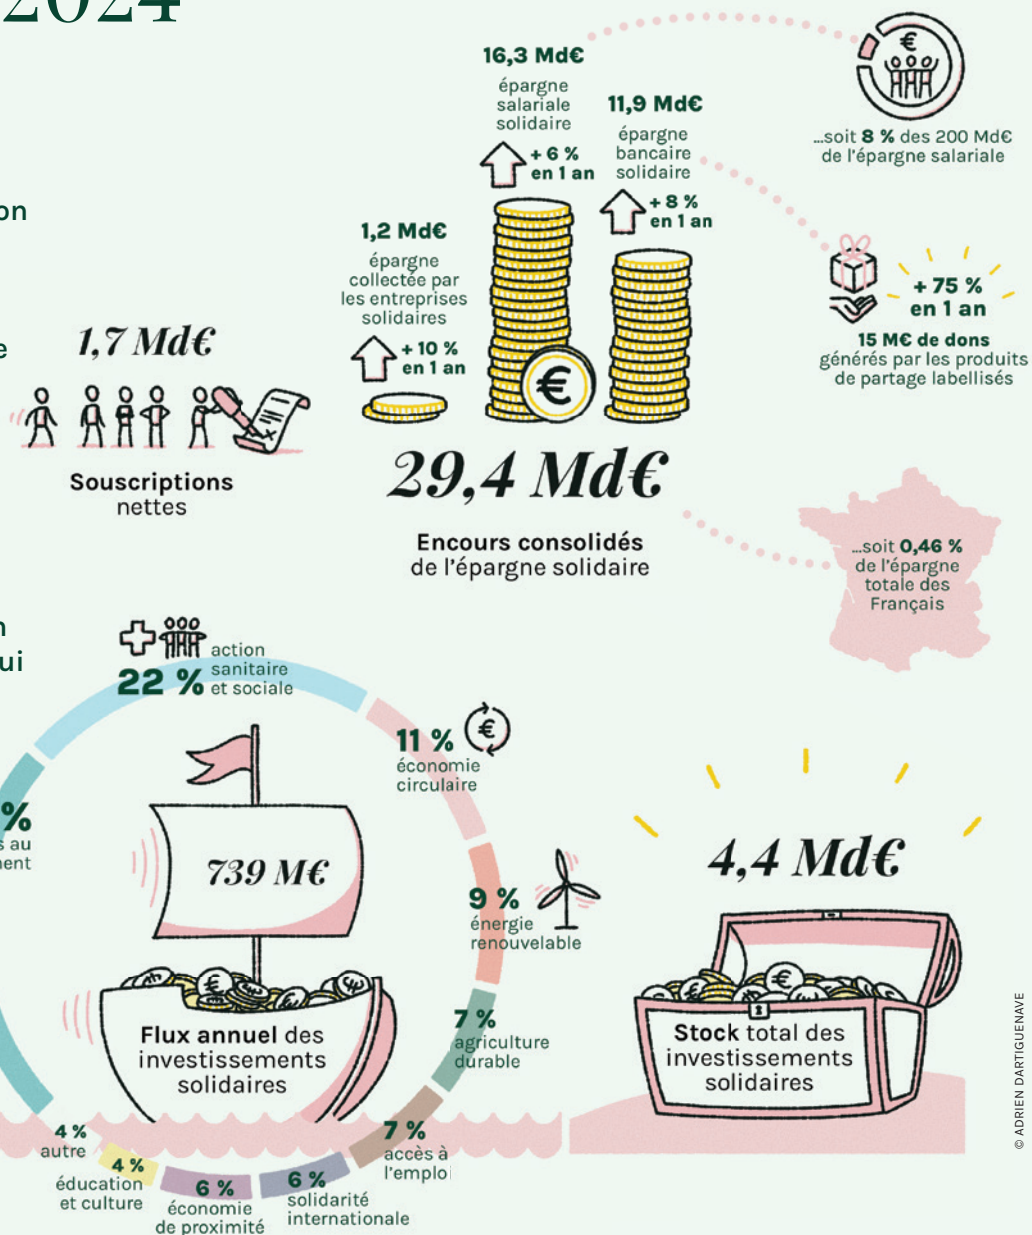 2024
16,3 Md€
épargne
salariale
solidaire
+ 6 %
en 1 an
11,9 Md€
épargne
bancaire
solidaire
+ 8 %
en 1 an
...soit 8 % des 200 Md€
de l'épargne salariale
on
1,2 Md€
épargne
collectée par
les entreprises
solidaires
+ 10 %
en 1 an
+ 75 %
en 1 an
15 M€ de dons
générés par les produits
de partage labellisés
e
1,7 Md€
Souscriptions
nettes
€
29,4 Md€
Encours consolidés
de l'épargne solidaire
...soit 0,46 %
de l'épargne
totale des
Français
n
ui
22 %
action
sanitaire
et sociale
11 %
économie
circulaire
%
s au
ment
739 M€
9 %
énergie
renouvelable
4,4 Md€
Flux annuel des
investissements
solidaires
7 %
agriculture
durable
Stock total des
investissements
solidaires
7 %
accès à
l'emploi
4 %
autre
4 %
éducation
et culture
6 %
économie
de proximité
6 %
solidarité
internationale
© ADRIEN DARTIGUENAVE